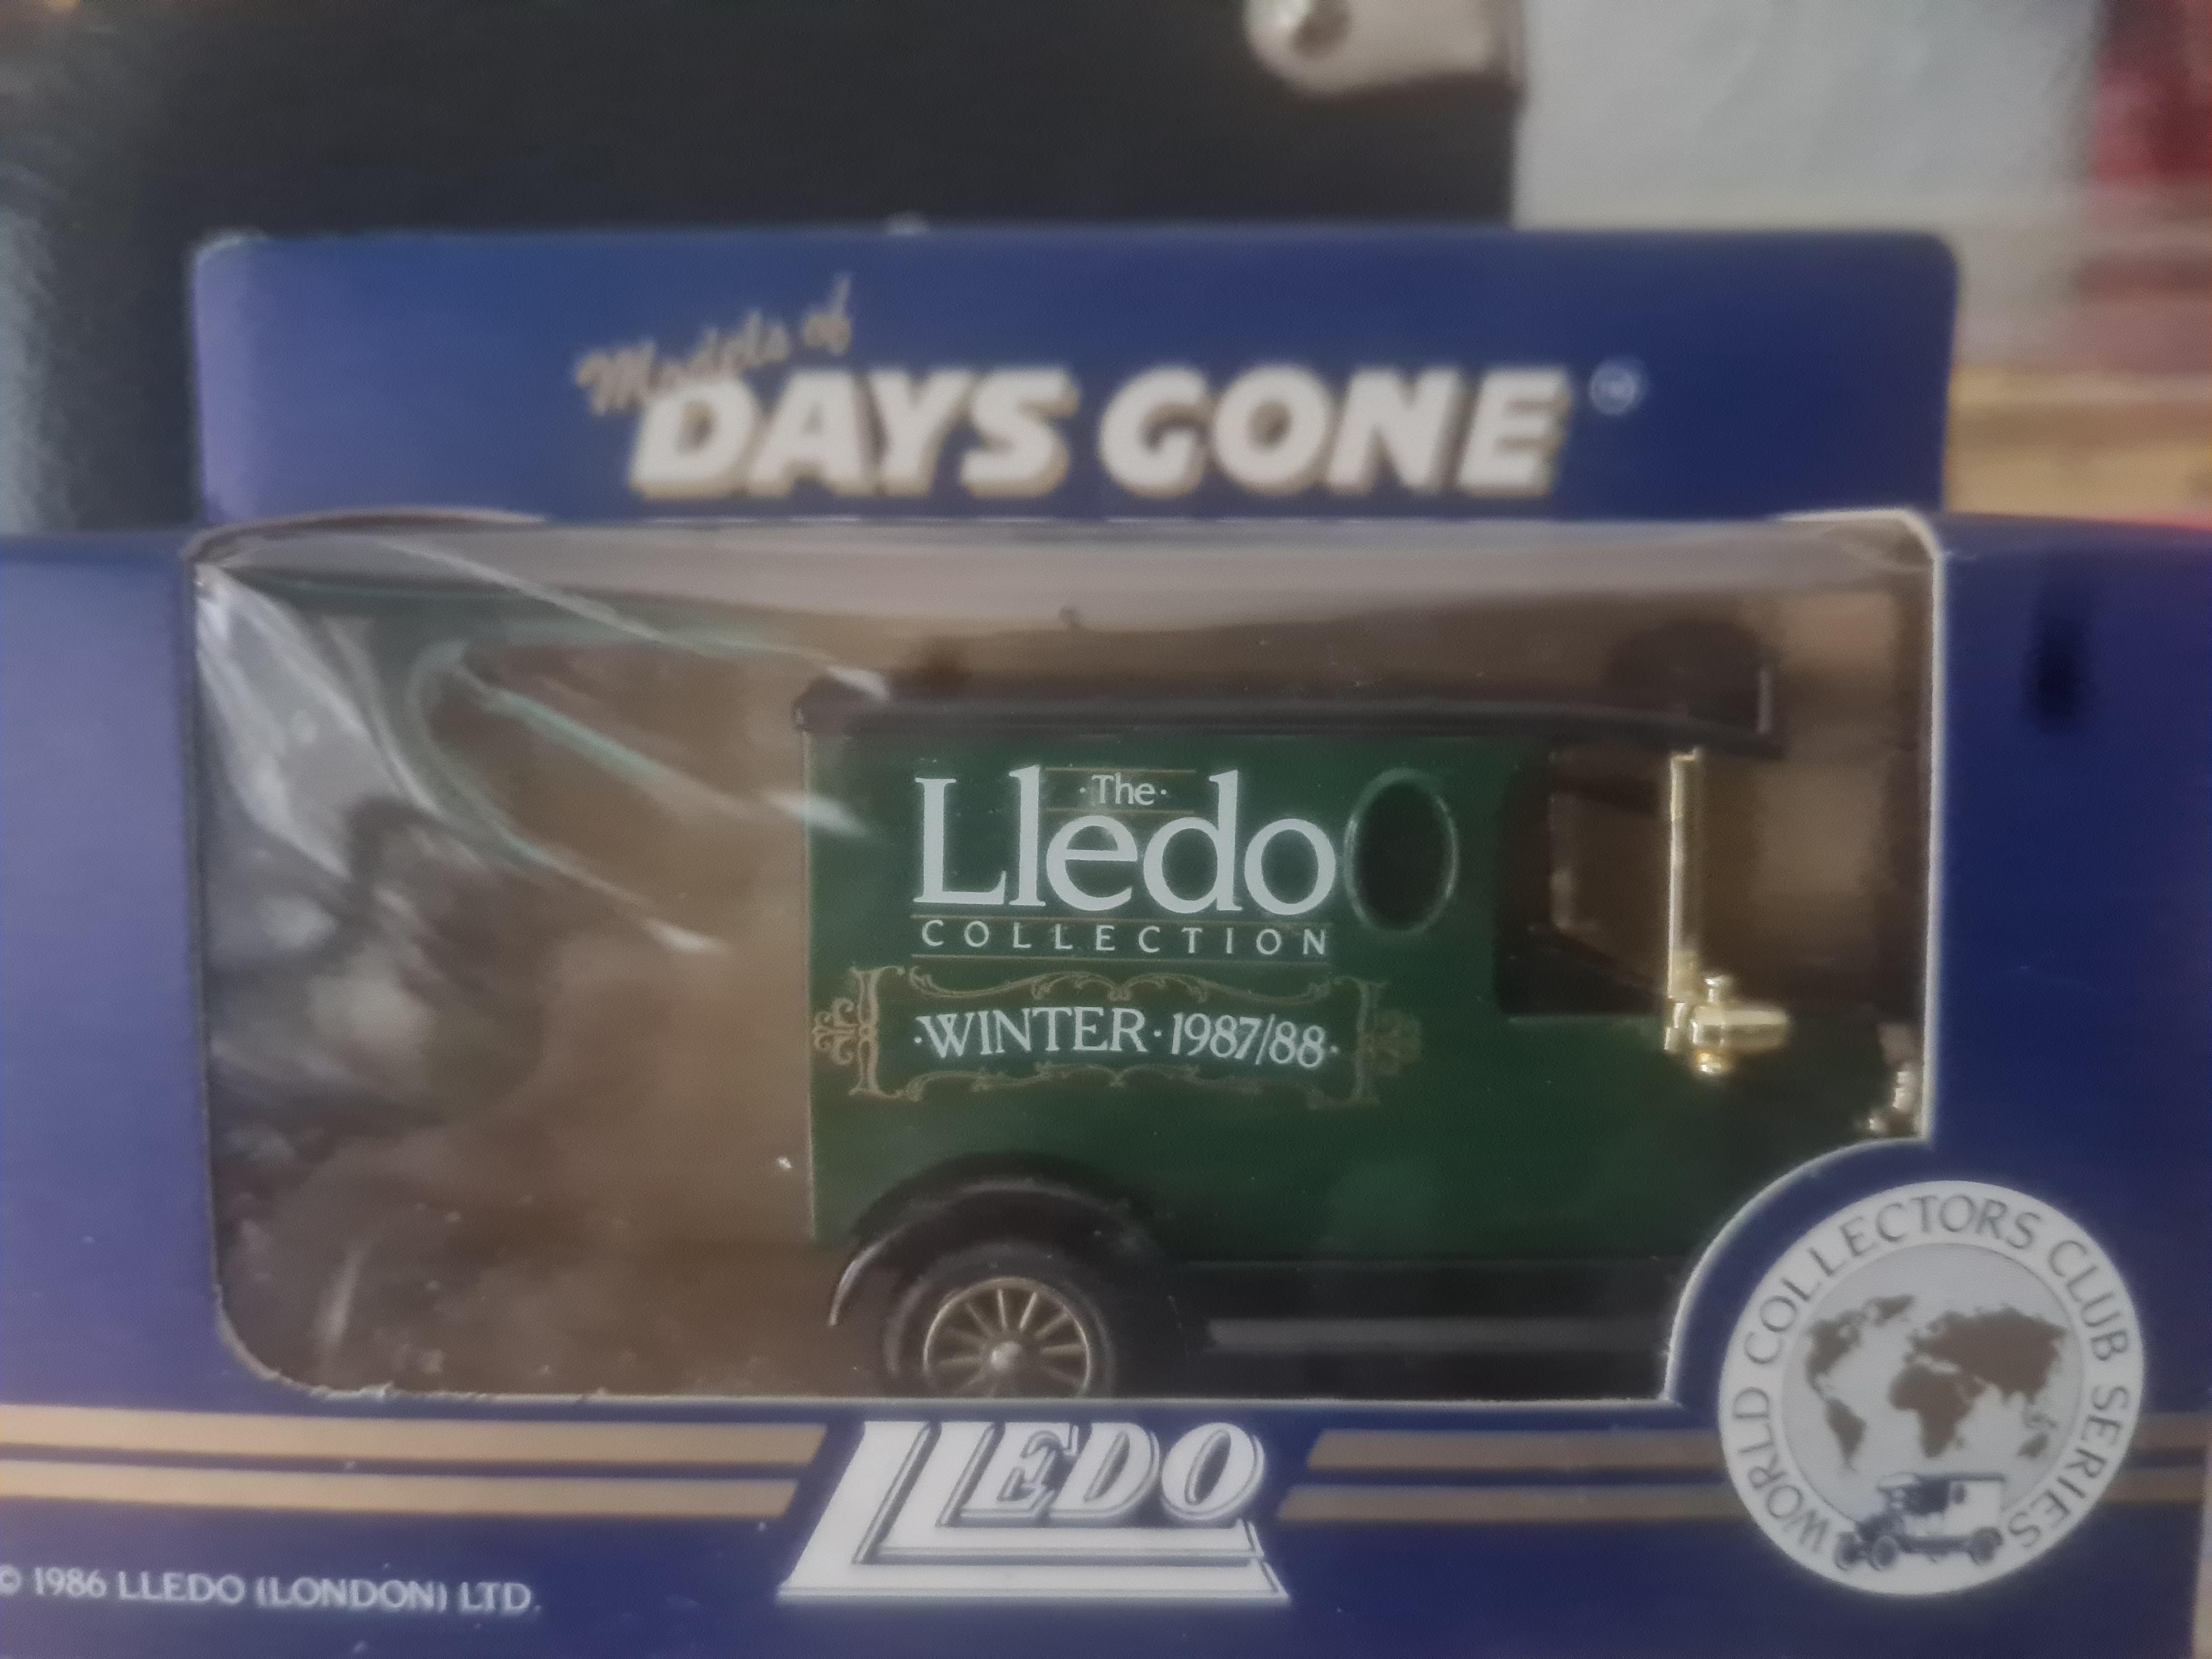 Models of
DAYS GONE
·The·
Lledo
COLLECTION
·WINTER·1987/88·
WORLD COLLECTORS CLUB SERIES
LLEDO
© 1986 LLEDO (LONDON) LTD.